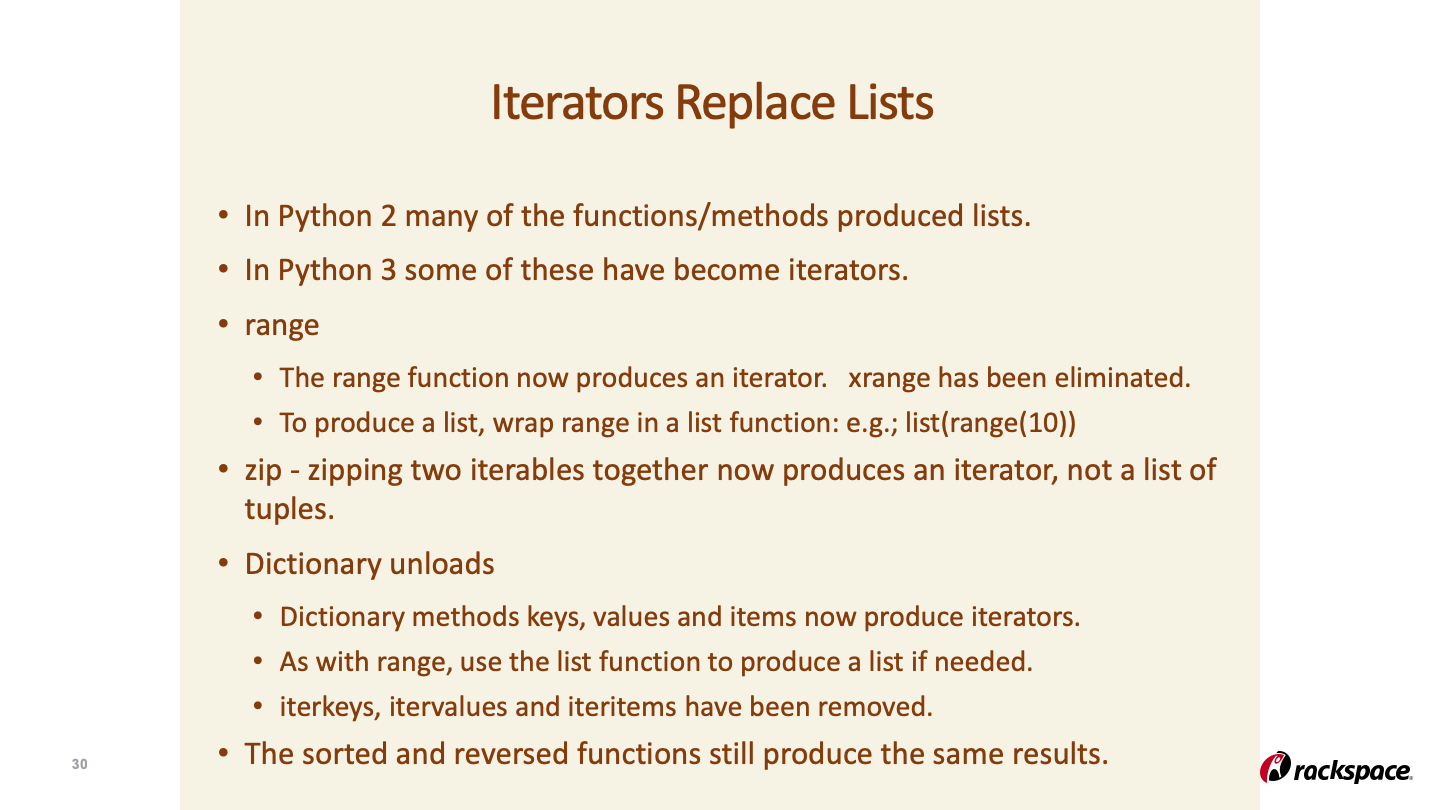 Iterators Replace Lists
• In Python 2 many of the functions/methods produced lists.
• In Python 3 some of these have become iterators.
• range
• The range function now produces an iterator.   xrange has been eliminated.
• To produce a list, wrap range in a list function: e.g.; list(range(10))
• zip - zipping two iterables together now produces an iterator, not a list of
tuples.
• Dictionary unloads
• Dictionary methods keys, values and items now produce iterators.
• As with range, use the list function to produce a list if needed.
• iterkeys, itervalues and iteritems have been removed.
• The sorted and reversed functions still produce the same results.
30
rackspace.